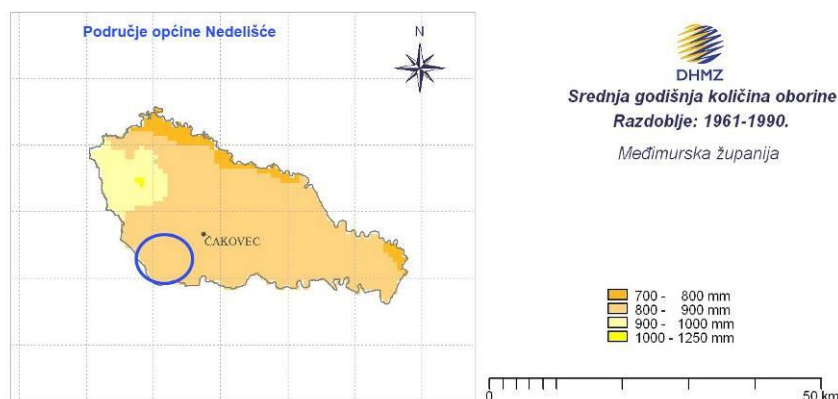 Područje općine Nedelišće
N
ČAKOVEC
DHMZ
Srednja godišnja količina oborine
Razdoblje: 1961-1990.
Međimurska županija
700 - 800 mm
800 - 900 mm
900 - 1000 mm
1000 - 1250 mm
0 50 km